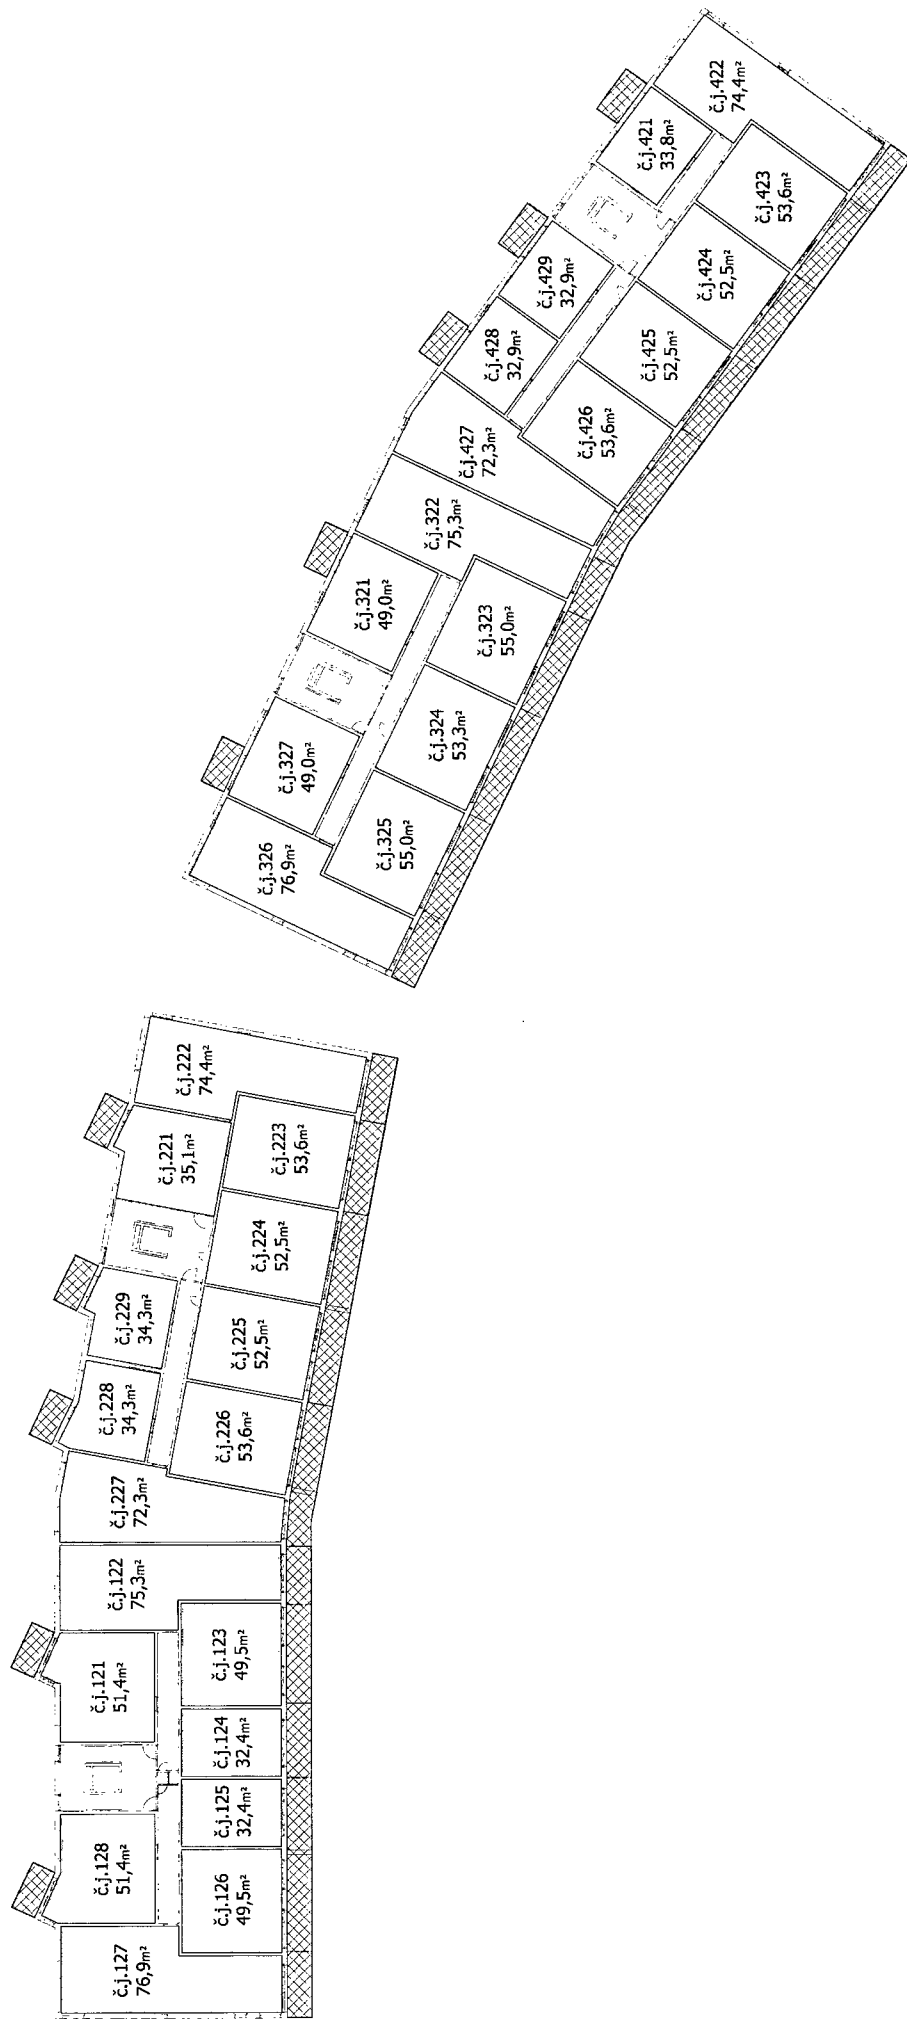 č.j.422
74,4m²
č.j.421
33,8m²
č.j.423
53,6m²
č.j.424
52,5m²
č.j.429
32,9m²
č.j.425
52,5m²
č.j.428
32,9m²
č.j.426
53,6m²
č.j.427
72,3m²
č.j.322
75,3m²
č.j.321
49,0m²
č.j.323
55,0m²
č.j.324
53,3m²
č.j.327
49,0m²
č.j.325
55,0m²
č.j.326
76,9m²
č.j.222
74,4m²
č.j.221
35,1m²
č.j.223
53,6m²
č.j.224
52,5m²
č.j.229
34,3m²
č.j.225
52,5m²
č.j.228
34,3m²
č.j.226
53,6m²
č.j.227
72,3m²
č.j.122
75,3m²
č.j.121
51,4m²
č.j.123
49,5m²
č.j.124
32,4m²
č.j.125
32,4m²
č.j.128
51,4m²
č.j.126
49,5m²
č.j.127
76,9m²